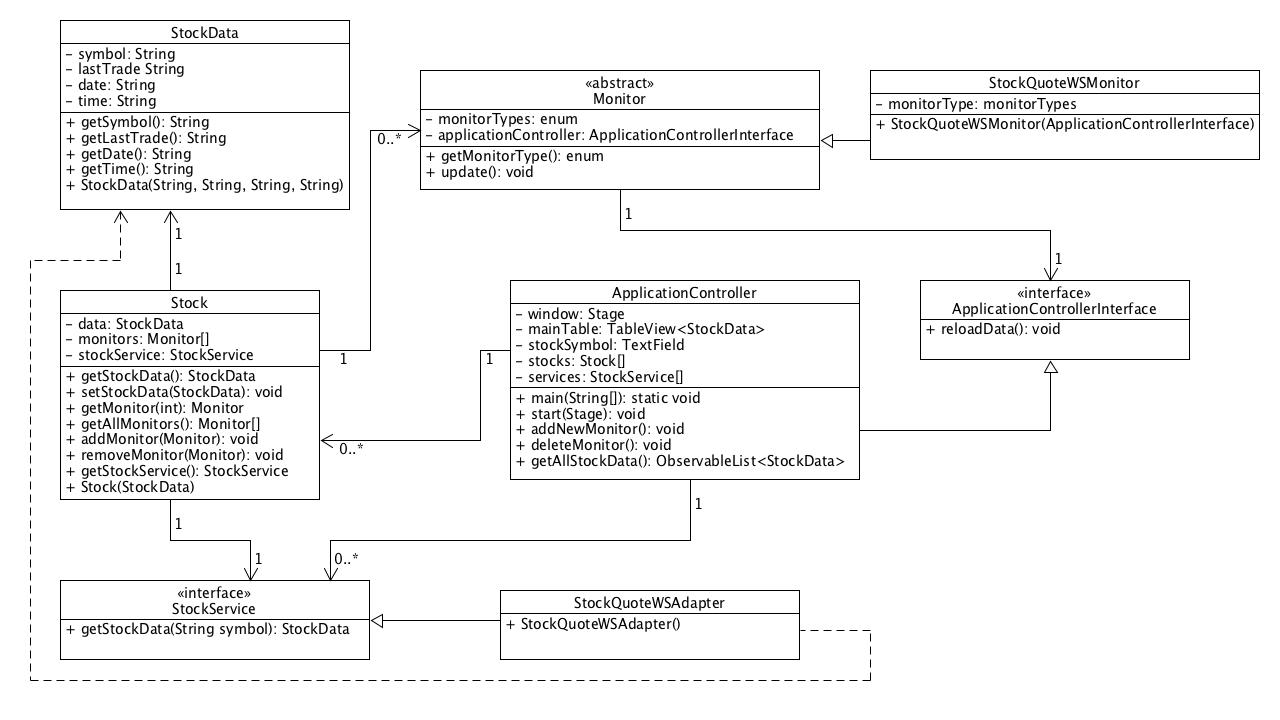 StockData
– symbol: String
– lastTrade String
– date: String
– time: String
+ getSymbol(): String
+ getLastTrade(): String
+ getDate(): String
+ getTime(): String
+ StockData(String, String, String, String)
«abstract»
Monitor
– monitorTypes: enum
– applicationController: ApplicationControllerInterface
+ getMonitorType(): enum
+ update(): void
StockQuoteWSMonitor
– monitorType: monitorTypes
+ StockQuoteWSMonitor(ApplicationControllerInterface)
0..*
1
1
1
1
Stock
– data: StockData
– monitors: Monitor[]
– stockService: StockService
+ getStockData(): StockData
+ setStockData(StockData): void
+ getMonitor(int): Monitor
+ getAllMonitors(): Monitor[]
+ addMonitor(Monitor): void
+ removeMonitor(Monitor): void
+ getStockService(): StockService
+ Stock(StockData)
1
1
0..*
ApplicationController
– window: Stage
– mainTable: TableView<StockData>
– stockSymbol: TextField
– stocks: Stock[]
– services: StockService[]
+ main(String[]): static void
+ start(Stage): void
+ addNewMonitor(): void
+ deleteMonitor(): void
+ getAllStockData(): ObservableList<StockData>
«interface»
ApplicationControllerInterface
+ reloadData(): void
1
1
1
0..*
«interface»
StockService
+ getStockData(String symbol): StockData
StockQuoteWSAdapter
+ StockQuoteWSAdapter()